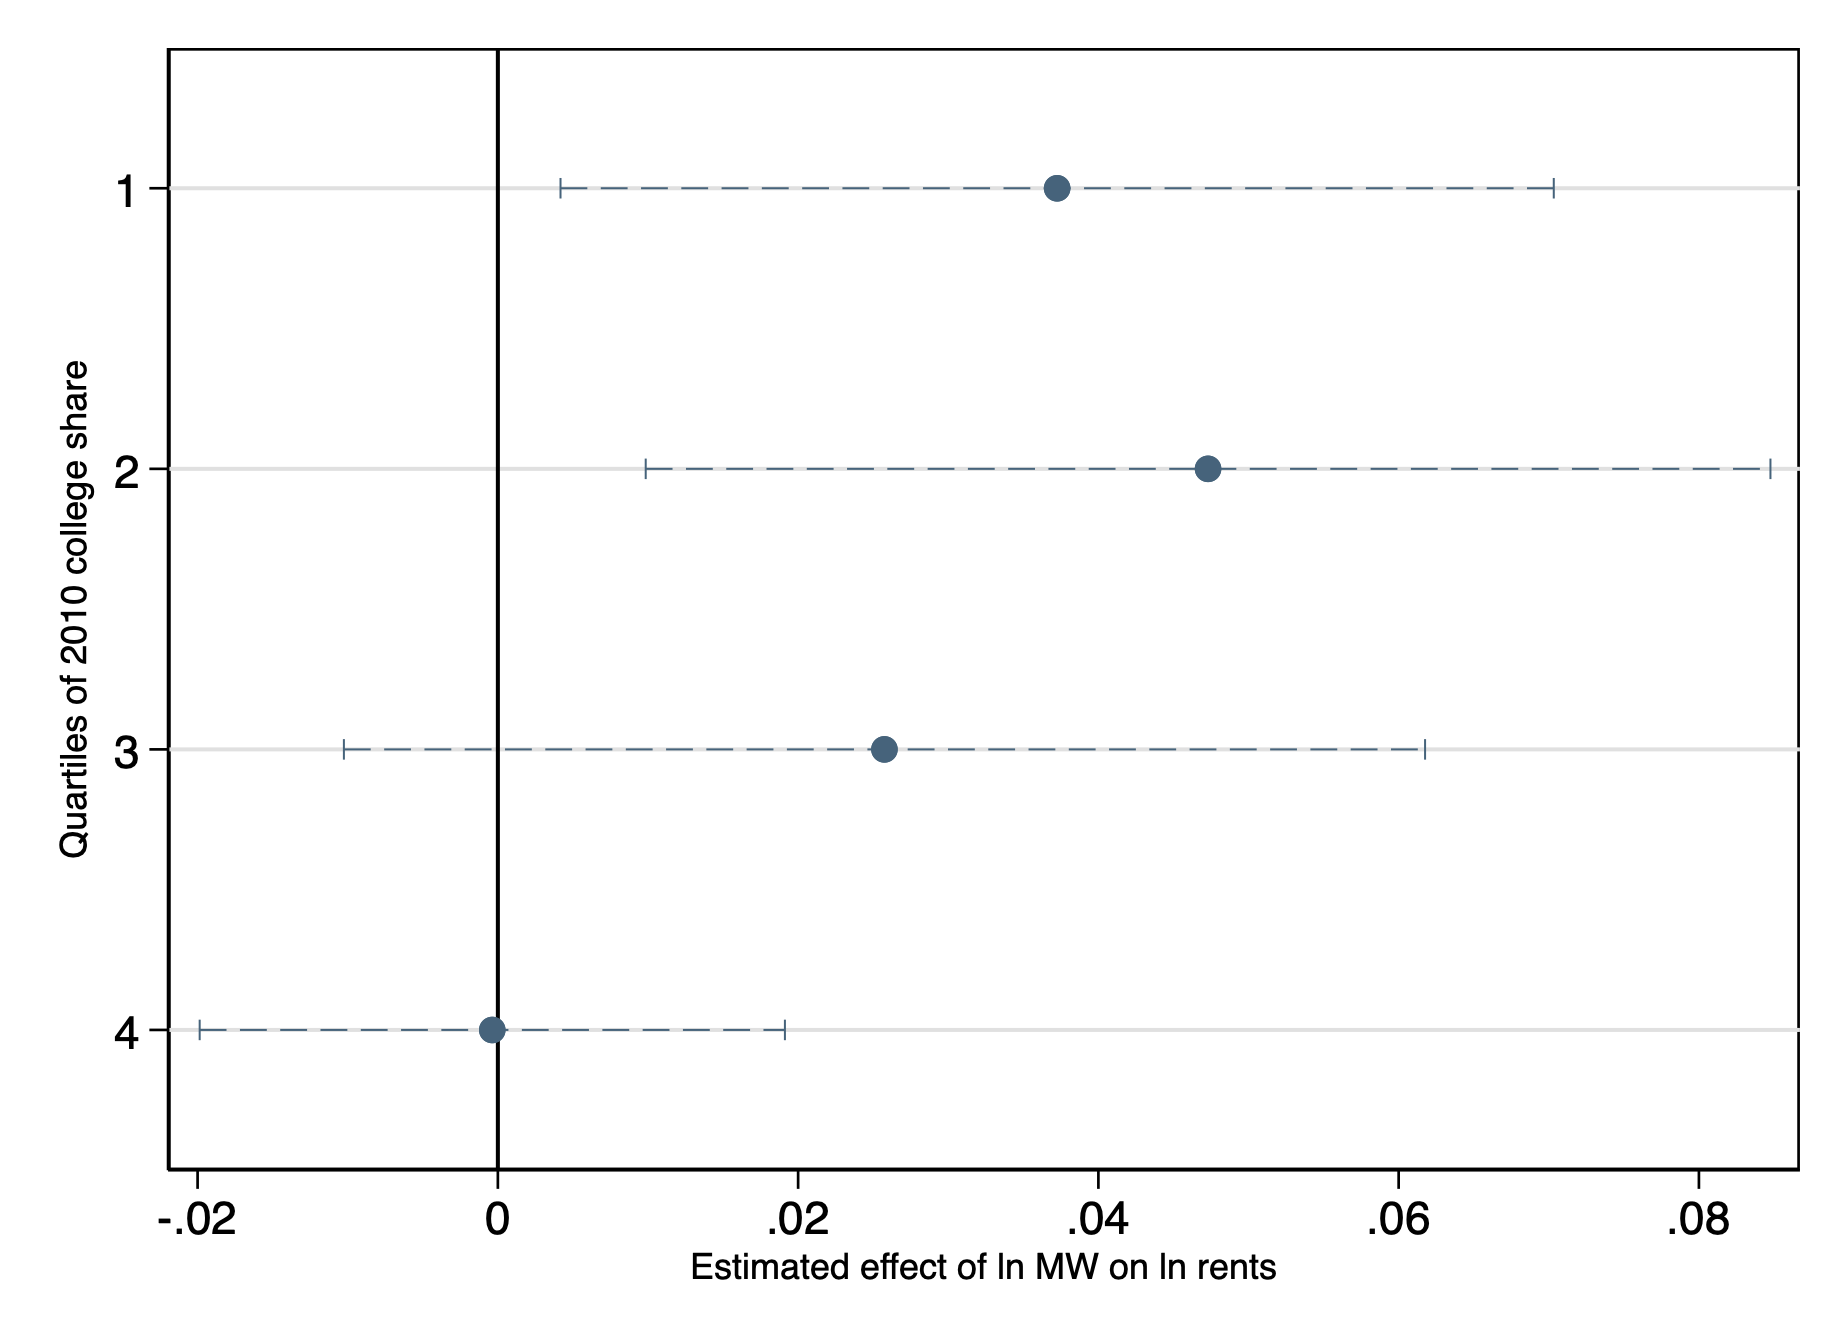 Quartiles of 2010 college share
1
2
3
4
-.02 0 .02 .04 .06 .08
Estimated effect of ln MW on ln rents